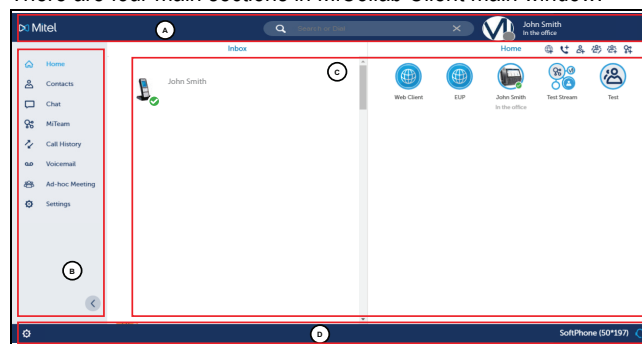 There are four main sections in MiCollab Client main window:
Mitel
A
Search or Dial
John Smith
In the office
Inbox
Home
Home
Contacts
Chat
MiTeam
Call History
Voicemail
Ad-hoc Meeting
Settings
B
John Smith
C
Web Client
EUP
John Smith
In the office
Test Stream
Test
D
SoftPhone (50*197)